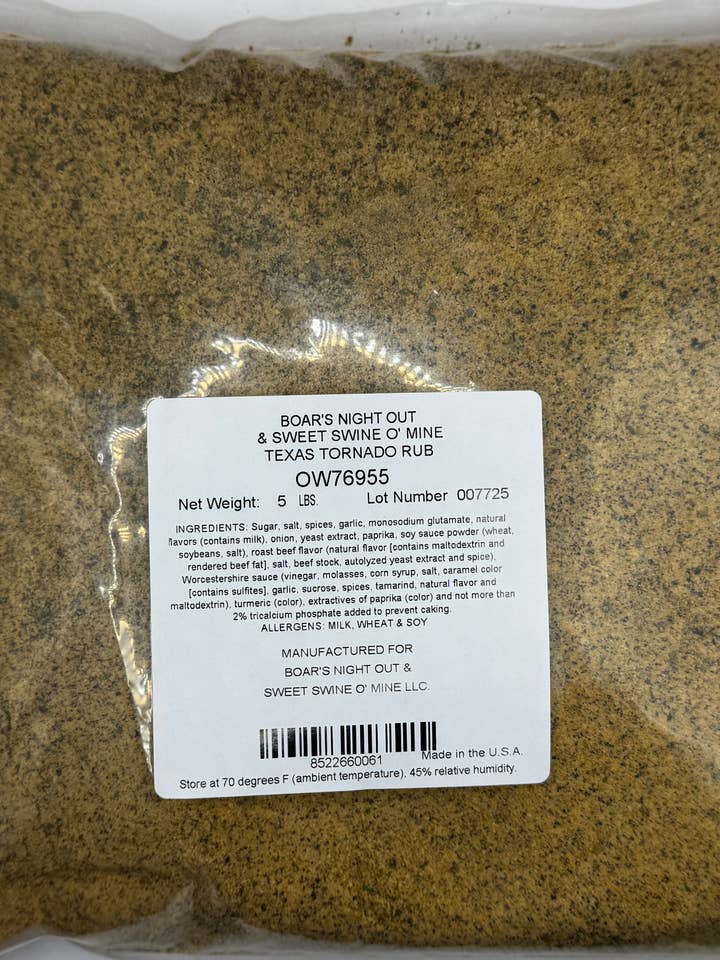 BOAR'S NIGHT OUT
& SWEET SWINE O' MINE
TEXAS TORNADO RUB
OW76955
Net Weight: 5 LBS. Lot Number 007725
INGREDIENTS: Sugar, salt, spices, garlic, monosodium glutamate, natural
flavors (contains milk), onion, yeast extract, paprika, soy sauce powder (wheat,
soybeans, salt), roast beef flavor (natural flavor [contains maltodextrin and
rendered beef fat], salt, beef stock, autolyzed yeast extract and spice),
Worcestershire sauce (vinegar, molasses, corn syrup, salt, caramel color
[contains sulfites], garlic, sucrose, spices, tamarind, natural flavor and
maltodextrin), turmeric (color), extractives of paprika (color) and not more than
2% tricalcium phosphate added to prevent caking.
ALLERGENS: MILK, WHEAT & SOY
MANUFACTURED FOR
BOAR'S NIGHT OUT &
SWEET SWINE O' MINE LLC.
8522660061 Made in the U.S.A.
Store at 70 degrees F (ambient temperature). 45% relative humidity.